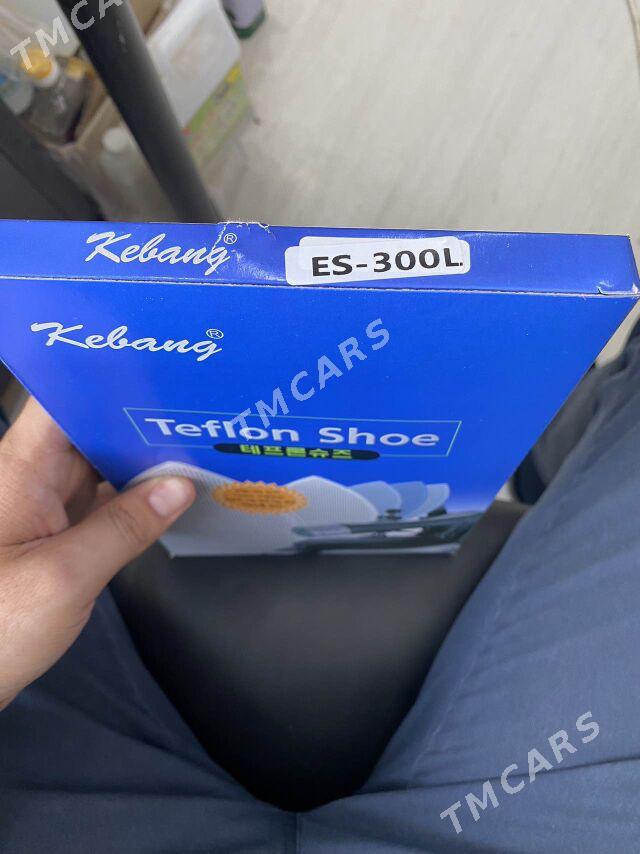 TMCARS
Kebang®
ES-300L
Kebang®
TMCARS
Teflon Shoe
테프론슈즈
TMCARS